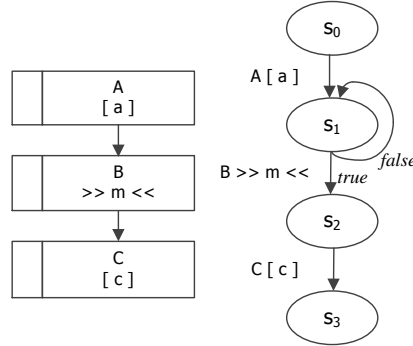 A
[ a ]
B
>> m <<
C
[ c ]
s0
A [ a ]
s1
false
B >> m <<
true
s2
C [ c ]
s3